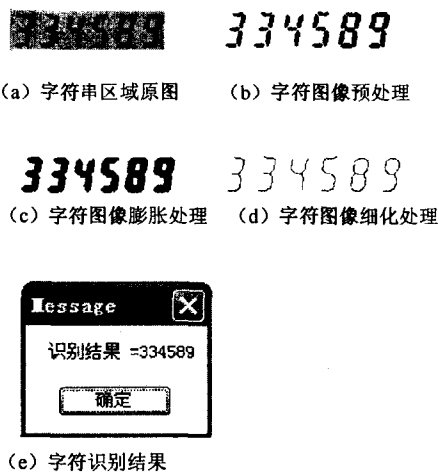 334589 334589
（a）字符串区域原图 （b）字符图像预处理
334589 334589
（c）字符图像膨胀处理 （d）字符图像细化处理
Message
识别结果 =334589
确定
（e）字符识别结果